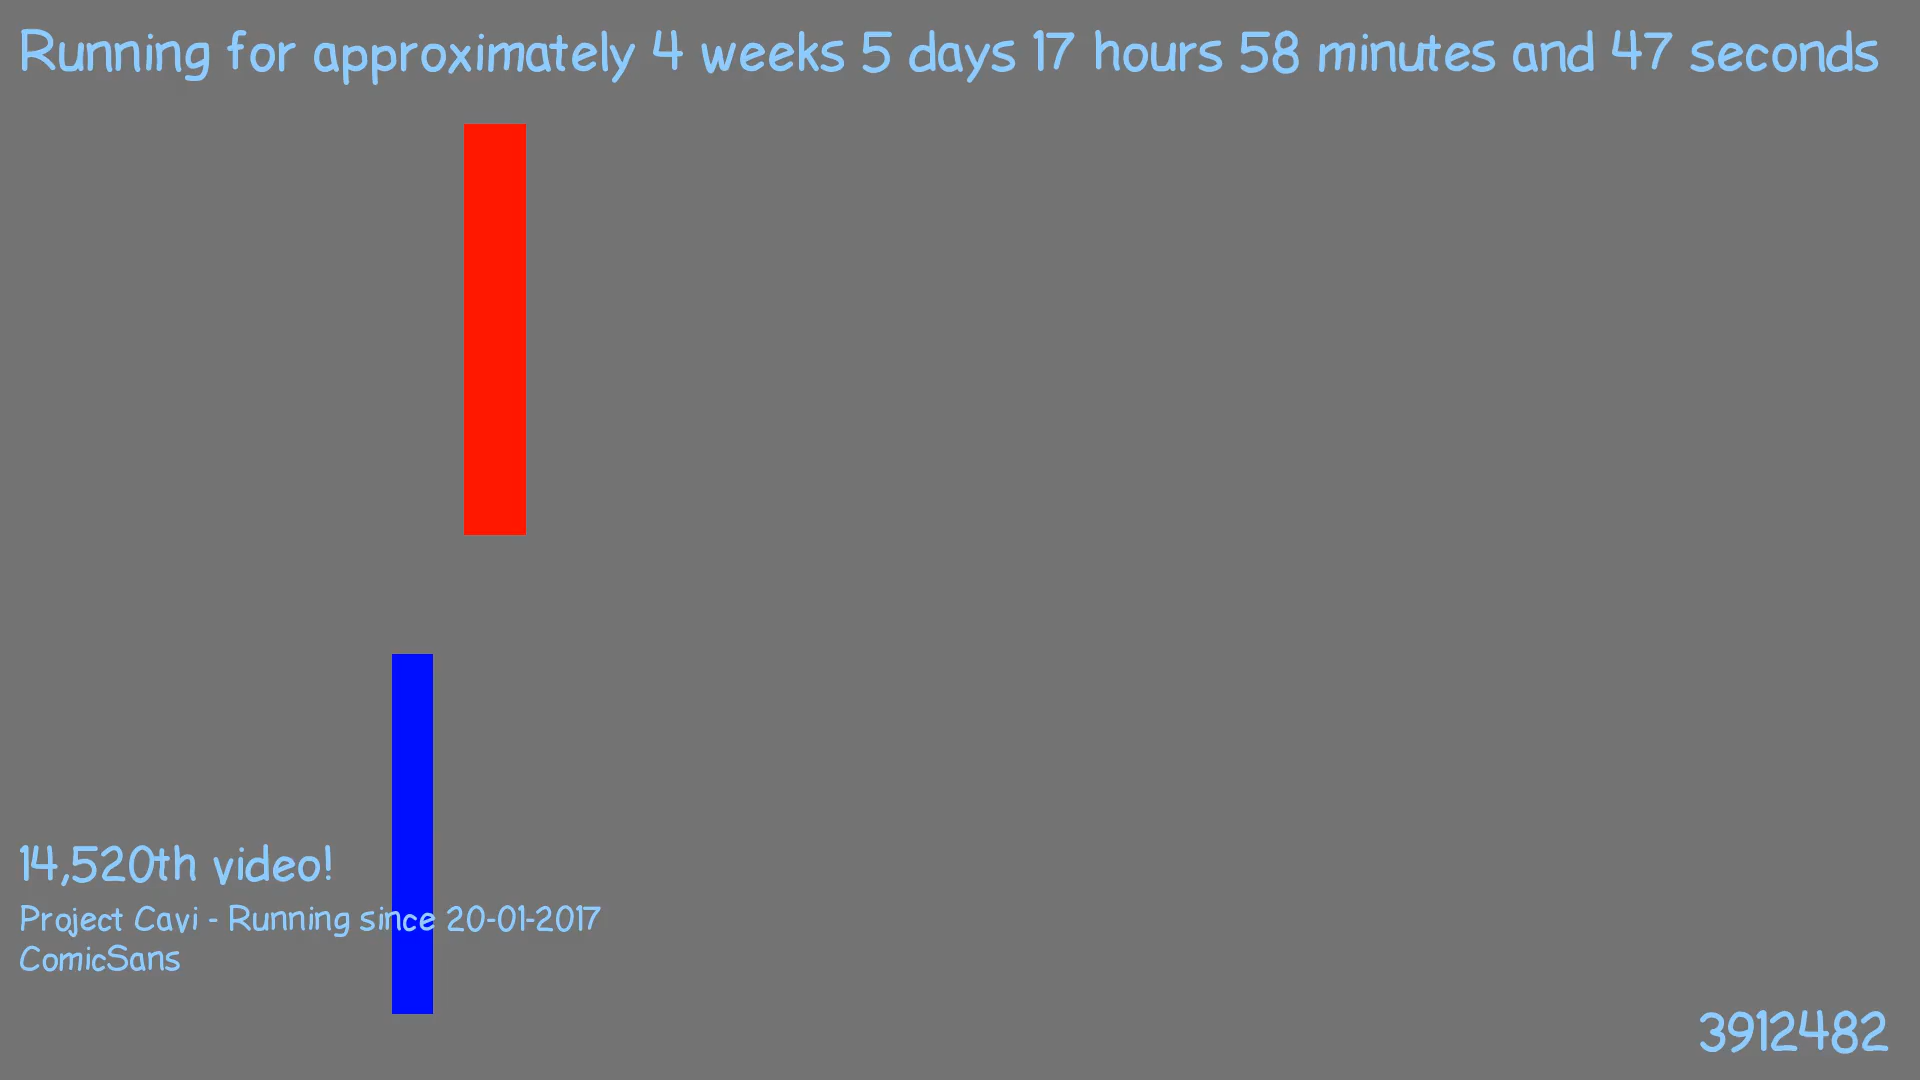 Running for approximately 4 weeks 5 days 17 hours 58 minutes and 47 seconds
14,520th video!
Project Cavi - Running since 20-01-2017
ComicSans
3912482